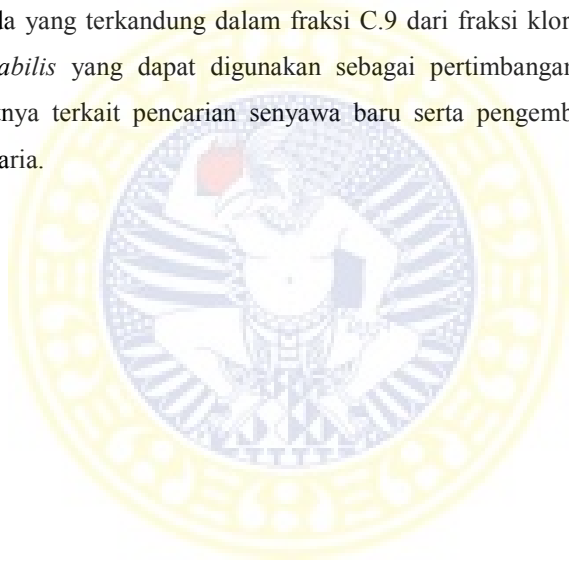 la yang terkandung dalam fraksi C.9 dari fraksi klor
abilis yang dapat digunakan sebagai pertimbangan
nya terkait pencarian senyawa baru serta pengemb
aria.